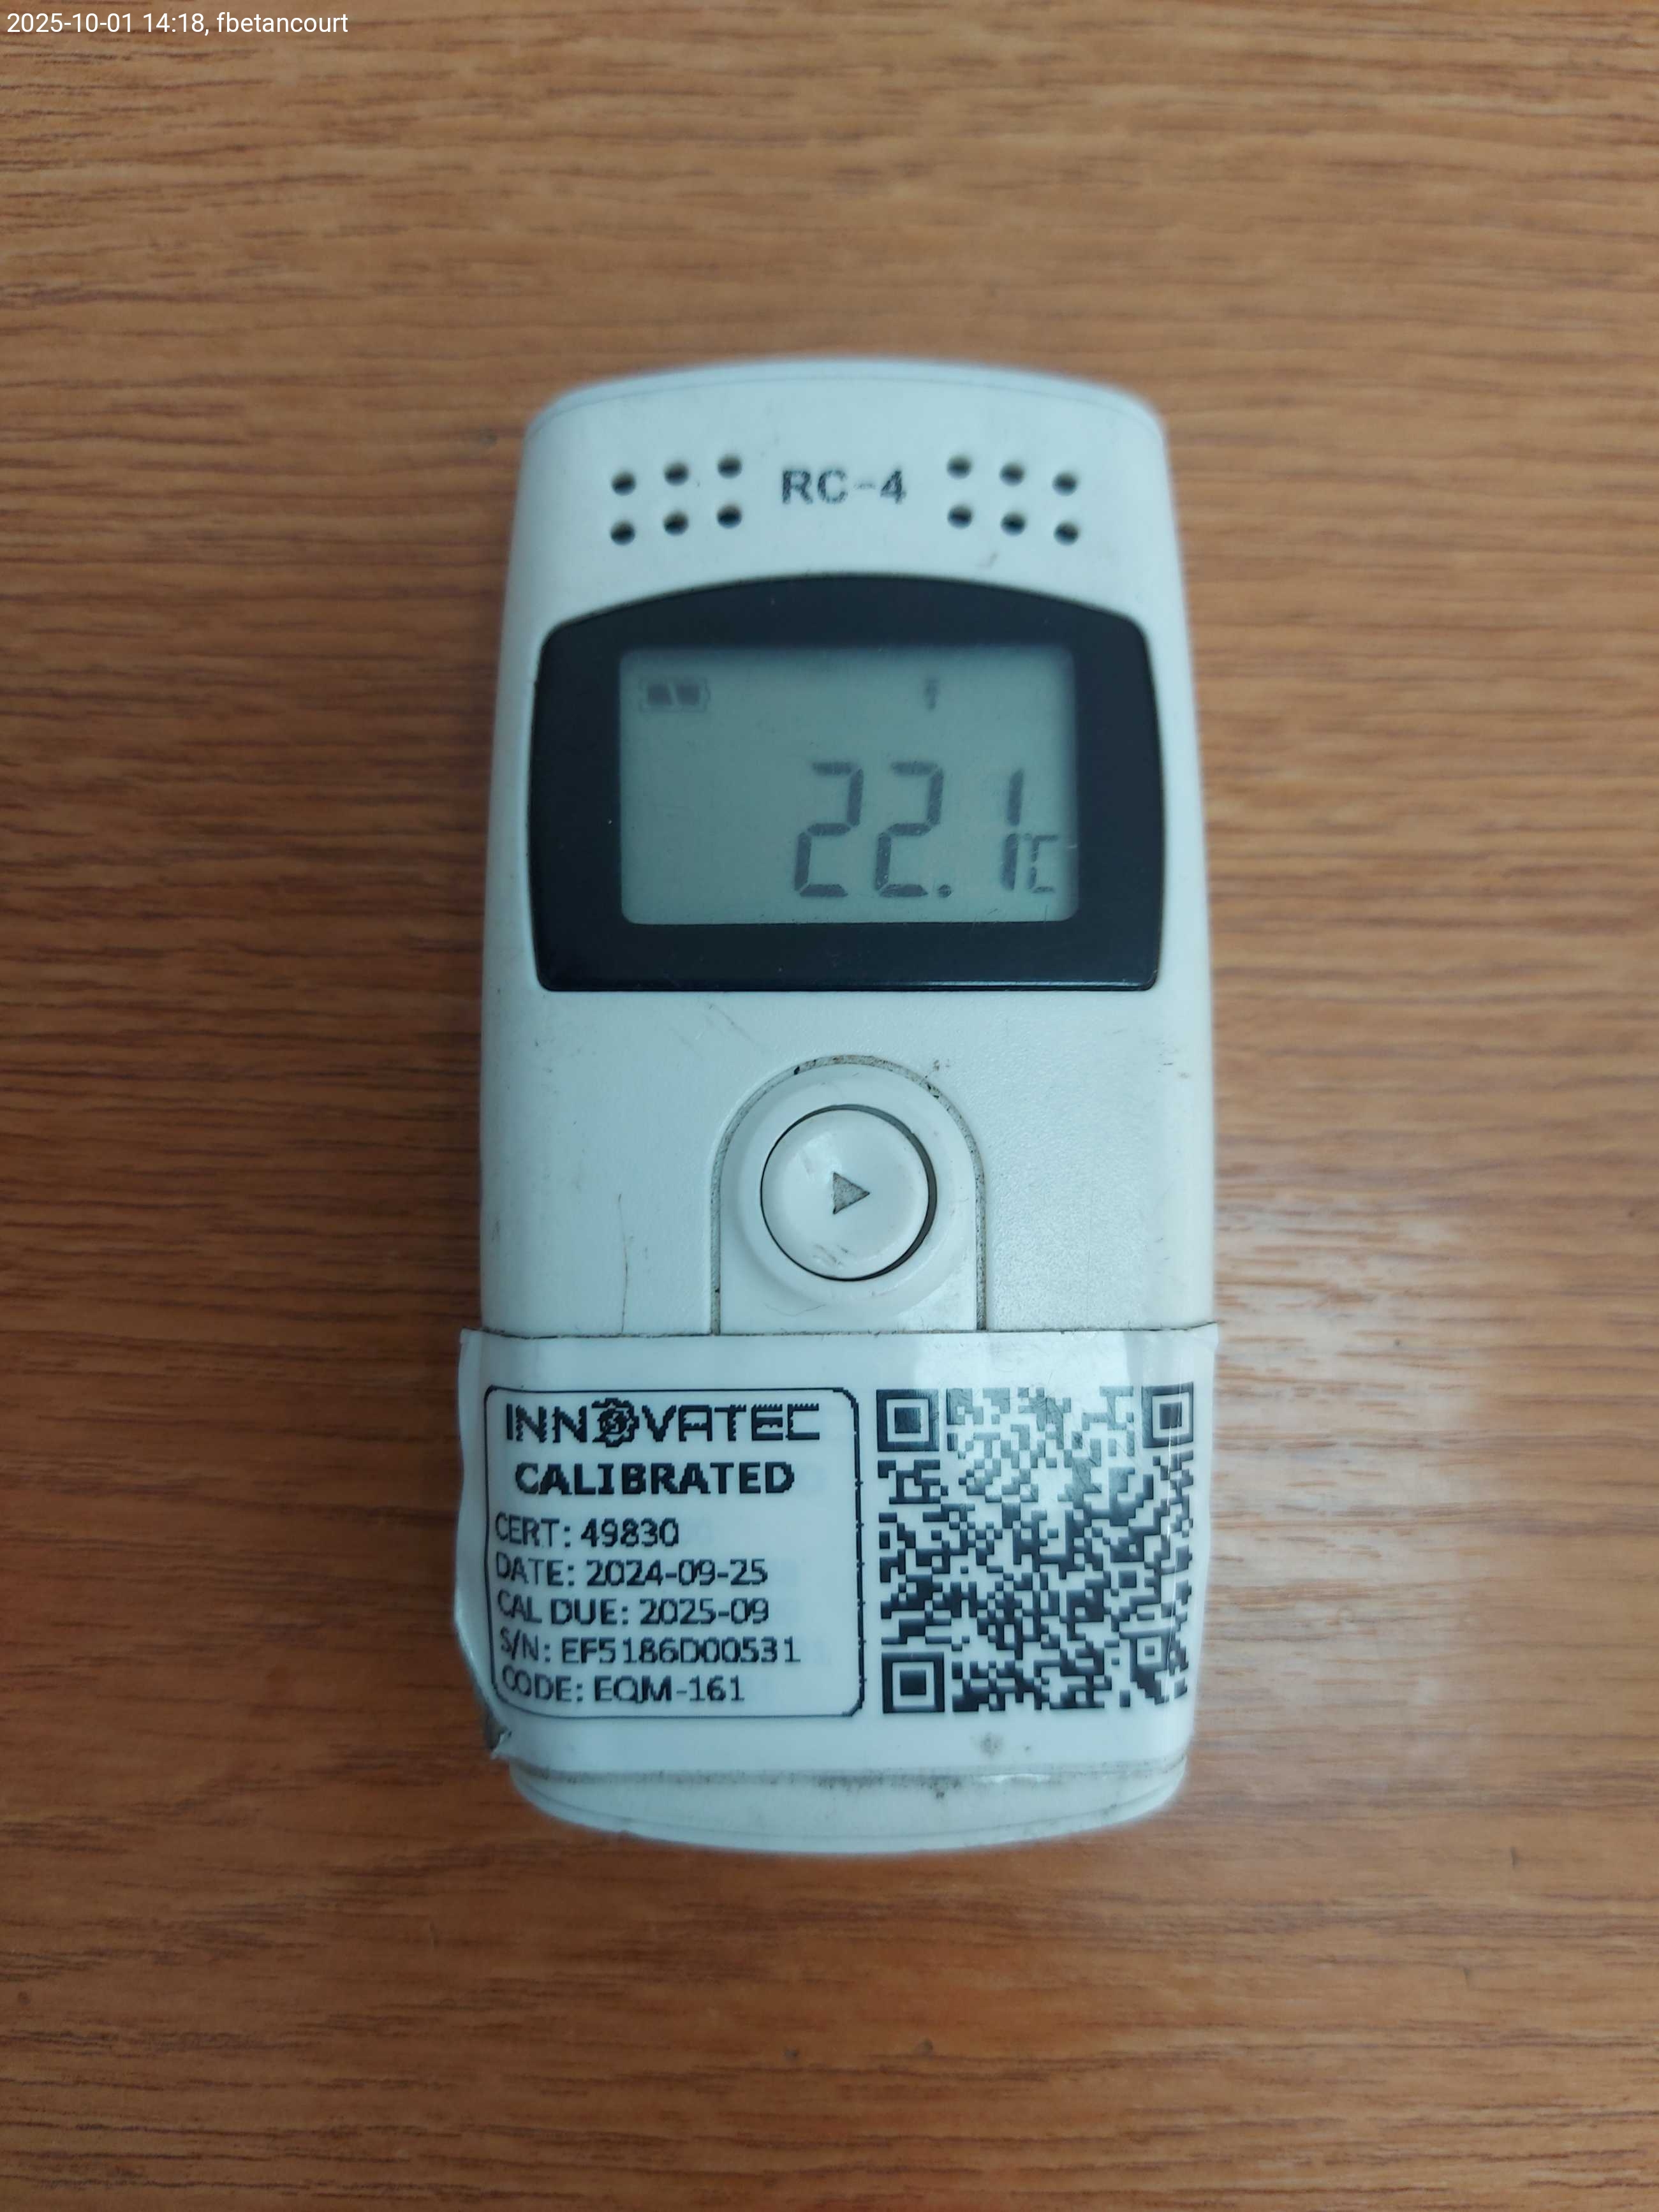 2025-10-01 14:18, fbetancourt
RC-4
22.1°C
INNOVATEC
CALIBRATED
CERT: 49830
DATE: 2024-09-25
CAL DUE: 2025-09
S/N: EF5186D00531
CODE: EQM-161